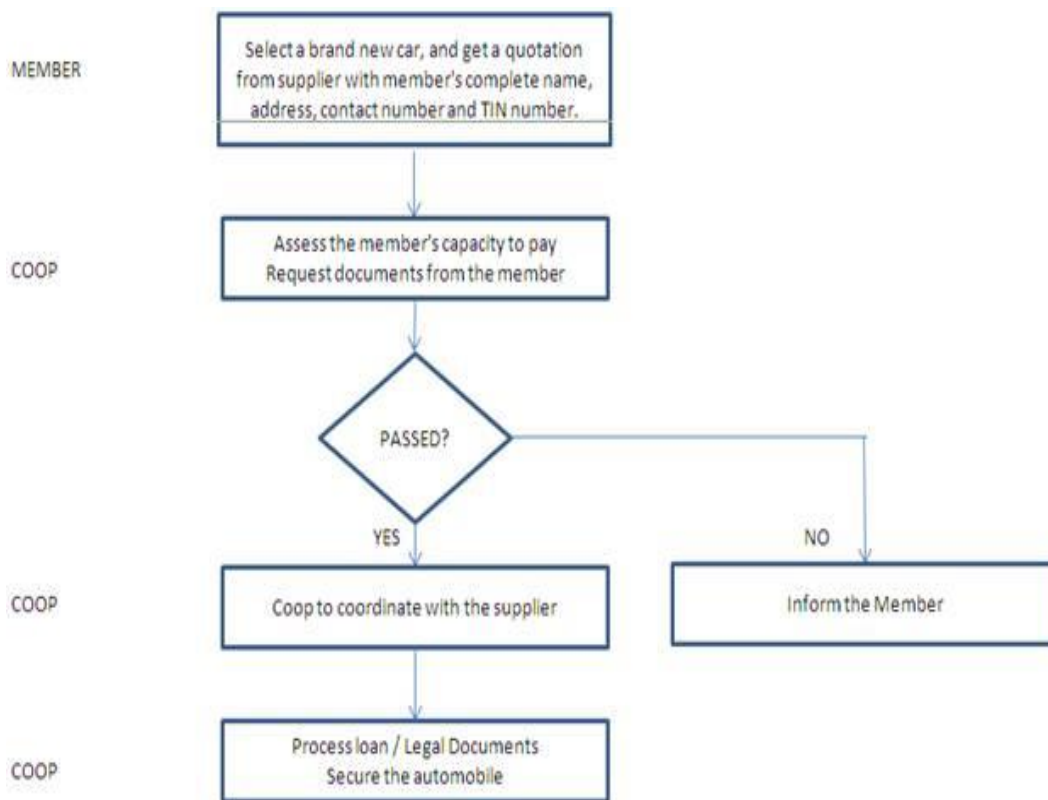 MEMBER
Select a brand new car, and get a quotation
from supplier with member's complete name,
address, contact number and TIN number.
COOP
Assess the member's capacity to pay
Request documents from the member
PASSED?
YES
NO
COOP
Coop to coordinate with the supplier
Inform the Member
COOP
Process loan / Legal Documents
Secure the automobile